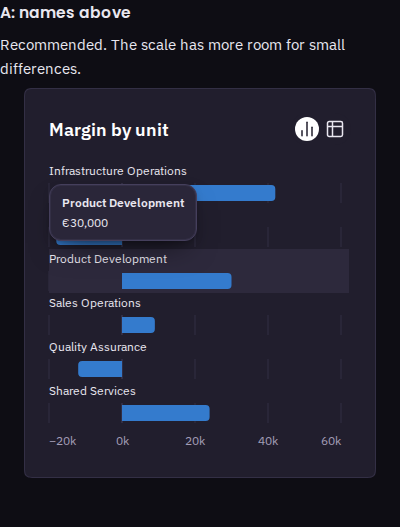 A: names above
Recommended. The scale has more room for small
differences.
Margin by unit
Infrastructure Operations
Product Development
€30,000
Product Development
Sales Operations
Quality Assurance
Shared Services
−20k 0k 20k 40k 60k